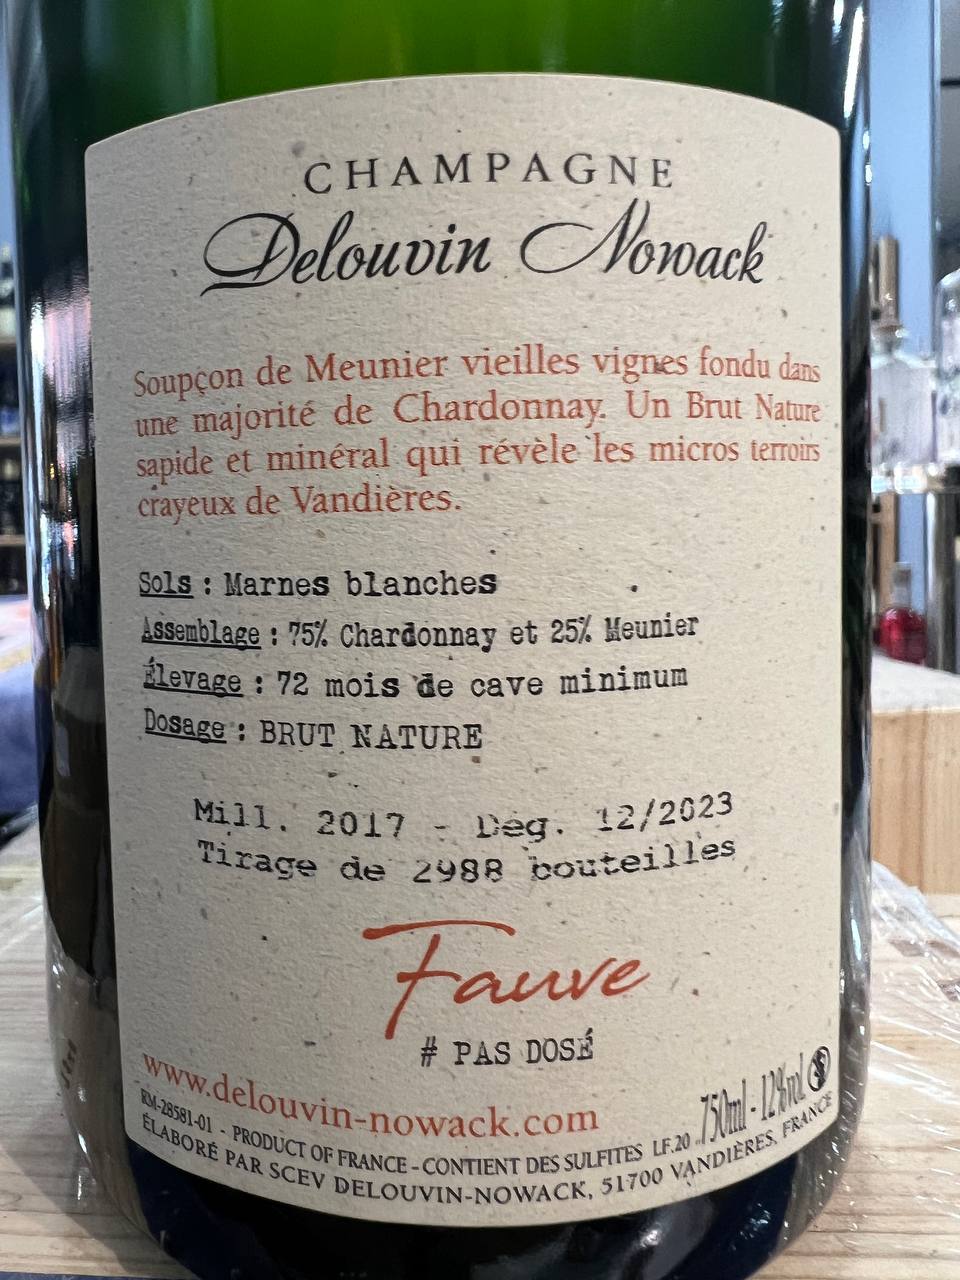 CHAMPAGNE
Delouvin Nowack
Soupçon de Meunier vieilles vignes fondu dans
une majorité de Chardonnay. Un Brut Nature
sapide et minéral qui révèle les micros terroirs
crayeux de Vandières.
Sols : Marnes blanches
Assemblage : 75% Chardonnay et 25% Meunier
Élevage : 72 mois de cave minimum
Dosage : BRUT NATURE
Mill. 2017 - Deg. 12/2023
Tirage de 2988 bouteilles
Fauve
# PAS DOSÉ
www.delouvin-nowack.com
750ml - 12%vol
RM-28581-01 - PRODUCT OF FRANCE - CONTIENT DES SULFITES LF.20
ÉLABORÉ PAR SCEV DELOUVIN-NOWACK, 51700 VANDIÈRES, FRANCE